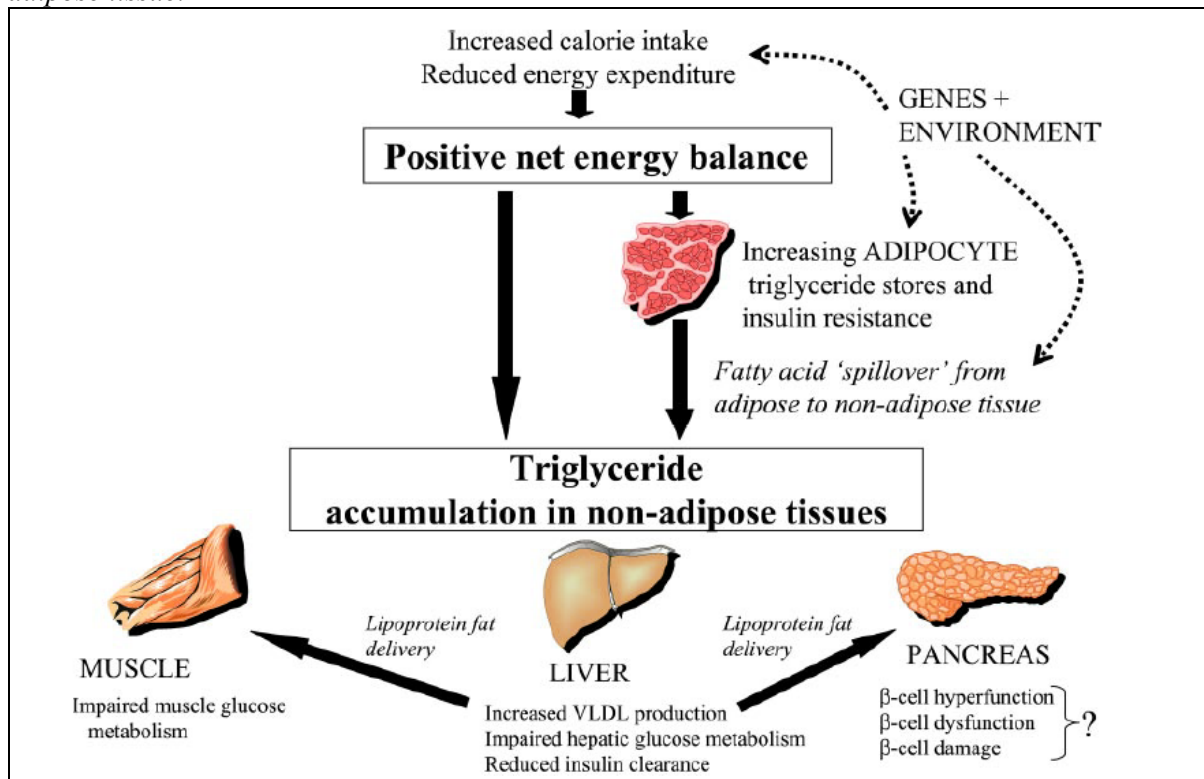 adipose tissue.
Increased calorie intake
Reduced energy expenditure
GENES +
ENVIRONMENT
Positive net energy balance
Increasing ADIPOCYTE
triglyceride stores and
insulin resistance
Fatty acid ‘spillover’ from
adipose to non-adipose tissue
Triglyceride
accumulation in non-adipose tissues
Lipoprotein fat
delivery
Lipoprotein fat
delivery
MUSCLE
Impaired muscle glucose
metabolism
LIVER
Increased VLDL production
Impaired hepatic glucose metabolism
Reduced insulin clearance
PANCREAS
β-cell hyperfunction
β-cell dysfunction
β-cell damage
?